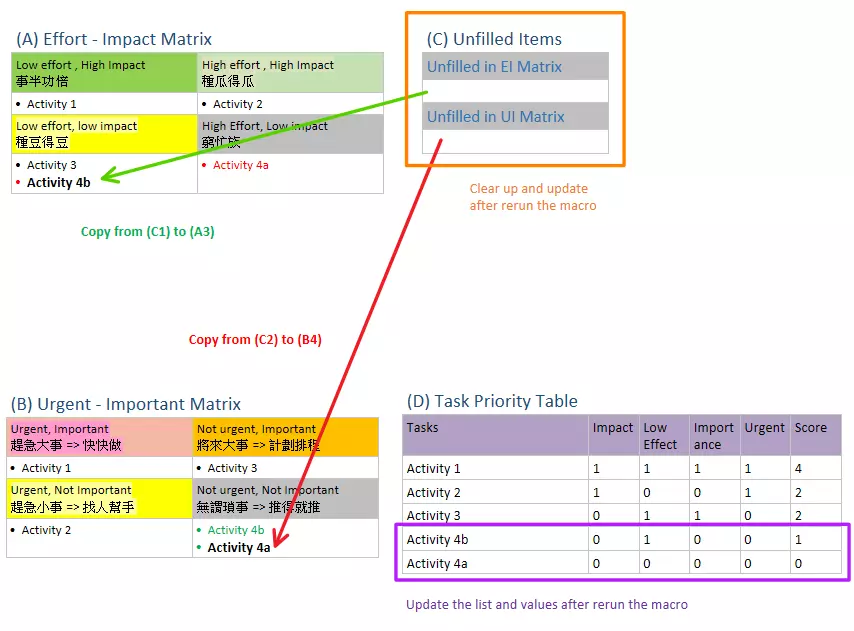 (A) Effort - Impact Matrix
Low effort , High Impact
事半功倍
High effort , High Impact
種瓜得瓜
• Activity 1
• Activity 2
Low effort, low impact
種豆得豆
High Effort, Low impact
窮忙族
• Activity 3
• Activity 4b
• Activity 4a
(C) Unfilled Items
Unfilled in EI Matrix
Unfilled in UI Matrix
Clear up and update
after rerun the macro
Copy from (C1) to (A3)
Copy from (C2) to (B4)
(B) Urgent - Important Matrix
Urgent, Important
趕急大事 => 快快做
Not urgent, Important
將來大事 => 計劃排程
• Activity 1
• Activity 3
Urgent, Not Important
趕急小事 => 找人幫手
Not urgent, Not Important
無謂瑣事 => 推得就推
• Activity 2
• Activity 4b
• Activity 4a
(D) Task Priority Table
Tasks Impact Low Effect Import ance Urgent Score
Activity 1 1 1 1 1 4
Activity 2 1 0 0 1 2
Activity 3 0 1 1 0 2
Activity 4b 0 1 0 0 1
Activity 4a 0 0 0 0 0
Update the list and values after rerun the macro